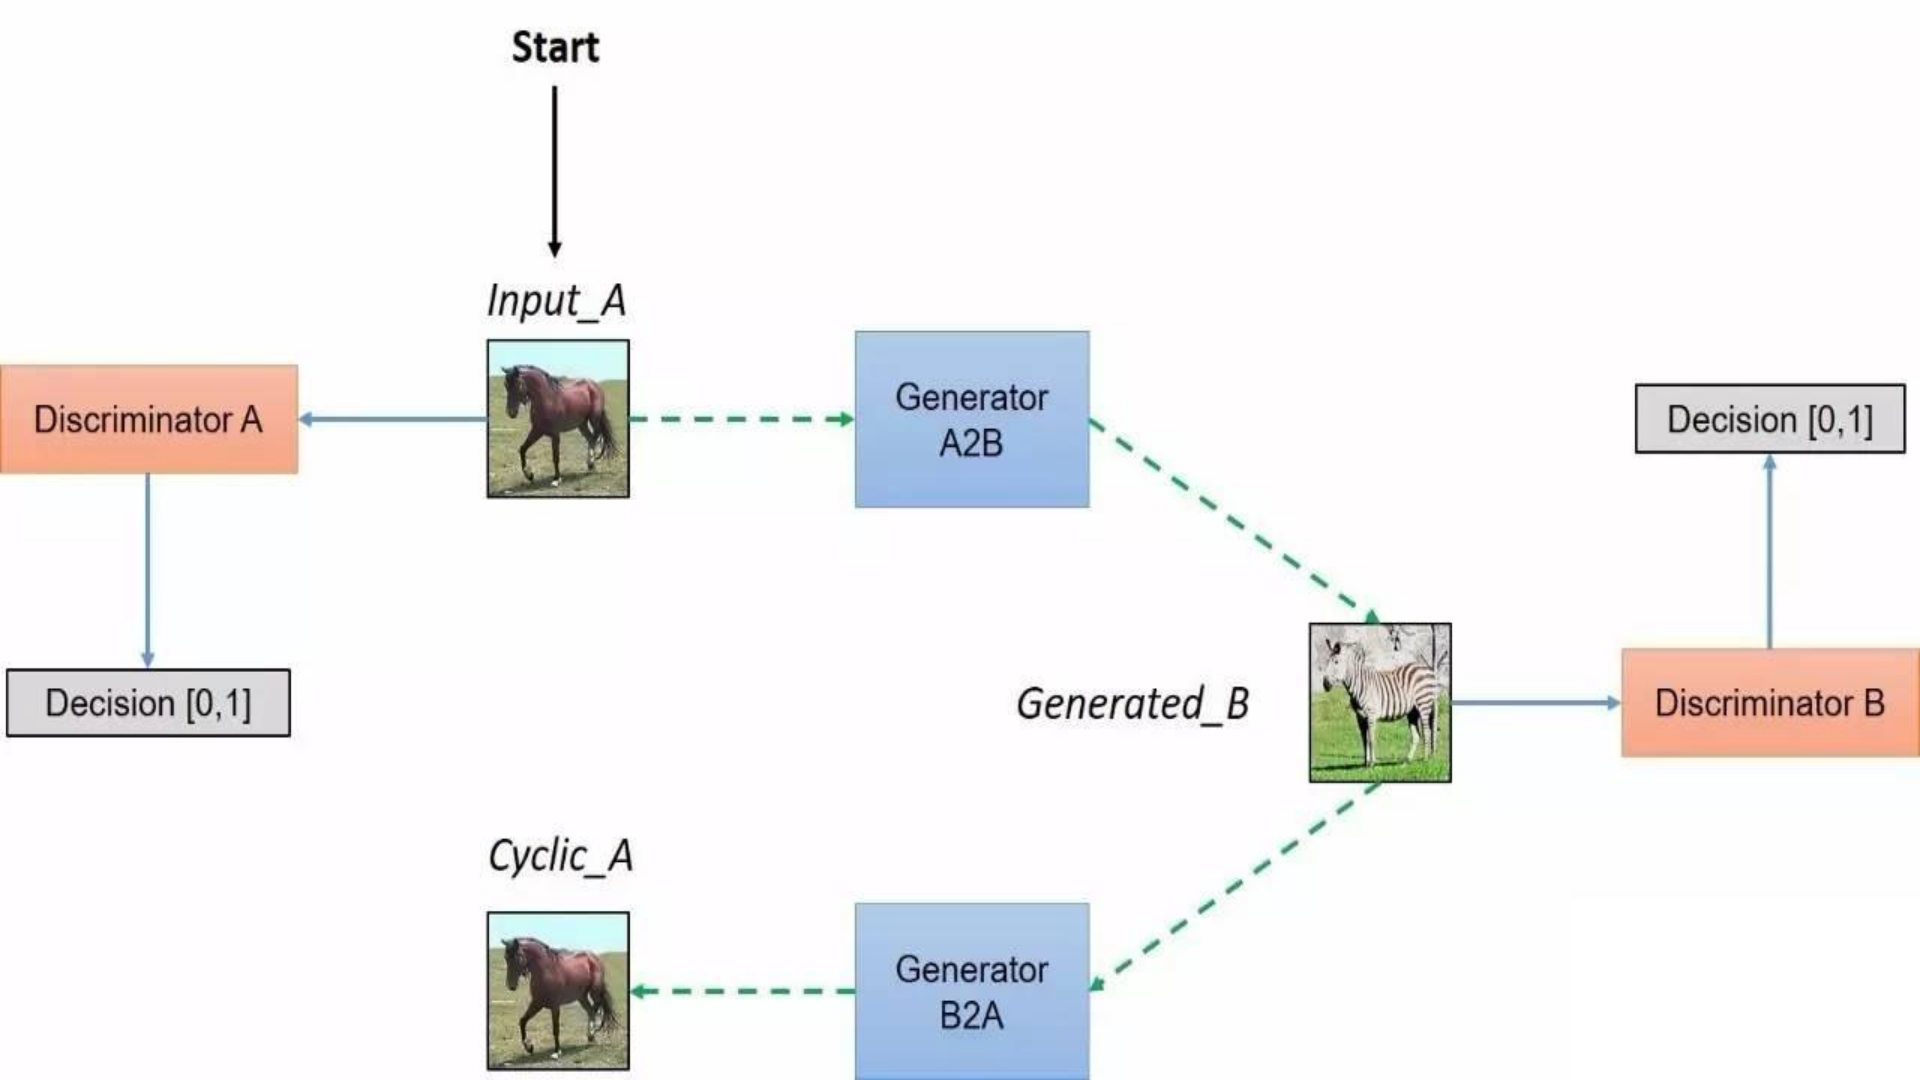 Start
Input_A
Discriminator A
Generator
A2B
Decision [0,1]
Decision [0,1]
Generated_B
Discriminator B
Cyclic_A
Generator
B2A